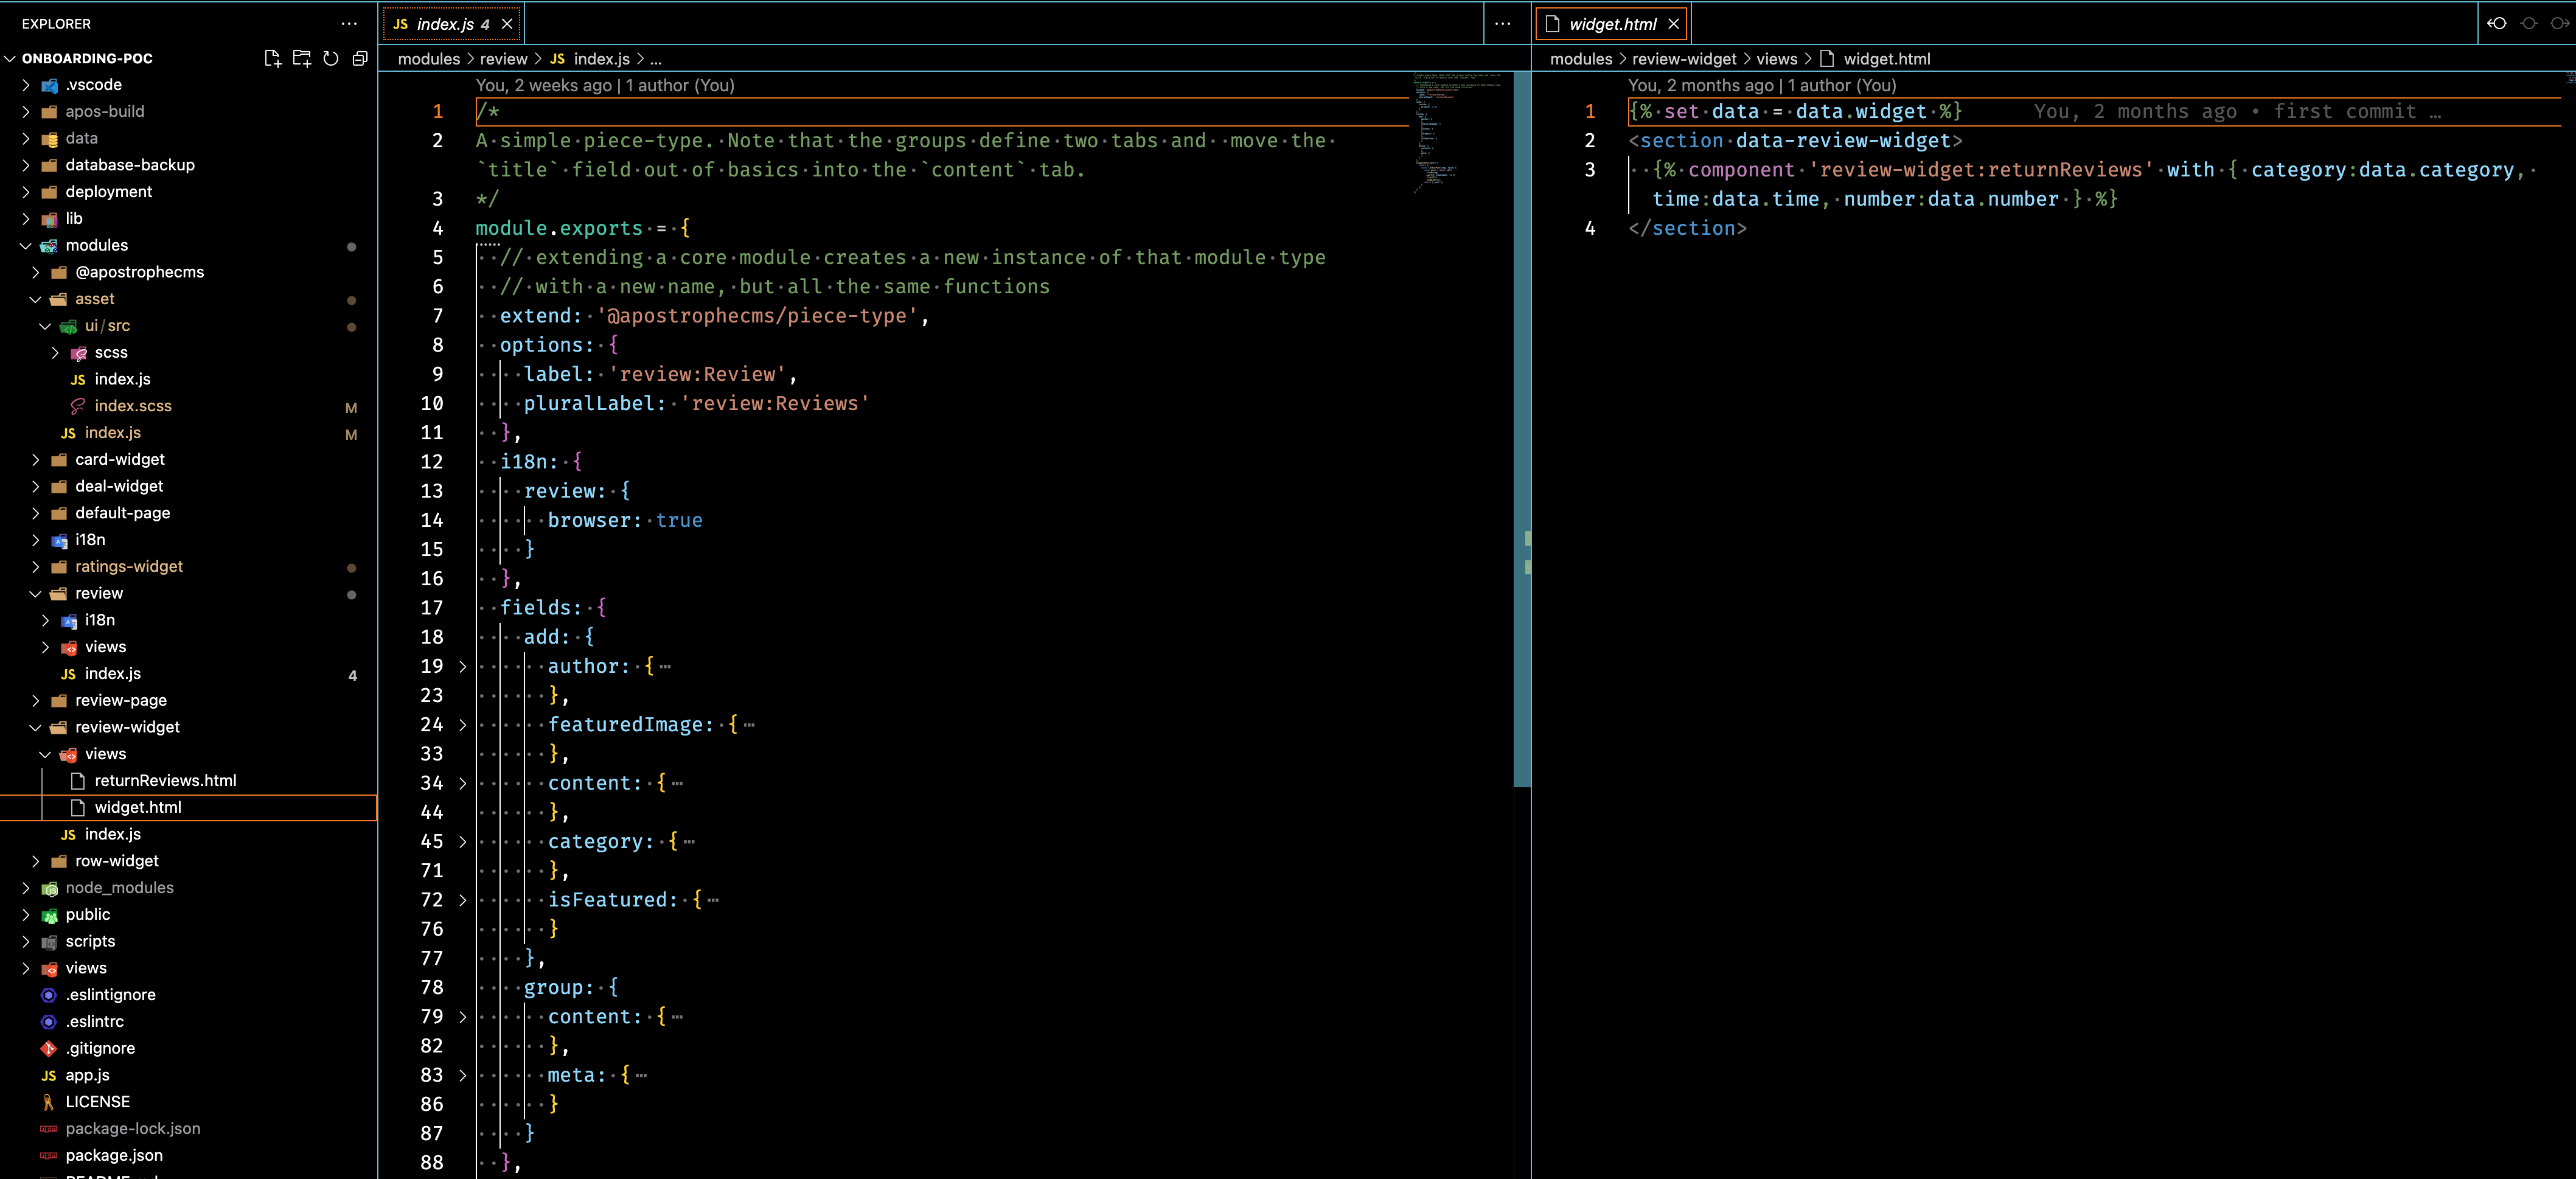 EXPLORER
ONBOARDING-POC
.vscode
apos-build
data
database-backup
deployment
lib
modules
@apostrophecms
asset
ui/src
scss
JS index.js
index.scss M
JS index.js M
card-widget
deal-widget
default-page
i18n
ratings-widget
review
i18n
views
JS index.js 4
review-page
review-widget
views
returnReviews.html
widget.html
JS index.js
row-widget
node_modules
public
scripts
views
.eslintignore
.eslintrc
.gitignore
JS app.js
LICENSE
package-lock.json
package.json
JS index.js 4
modules > review > JS index.js > ...
You, 2 weeks ago | 1 author (You)
1 /*
2 A simple piece-type. Note that the groups define two tabs and  move the
`title` field out of basics into the `content` tab.
3 */
4 module.exports = {
5 // extending a core module creates a new instance of that module type
6 // with a new name, but all the same functions
7 extend: '@apostrophecms/piece-type',
8 options: {
9 label: 'review:Review',
10 pluralLabel: 'review:Reviews'
11 },
12 i18n: {
13 review: {
14 browser: true
15 }
16 },
17 fields: {
18 add: {
19 author: {…
23 },
24 featuredImage: {…
33 },
34 content: {…
44 },
45 category: {…
71 },
72 isFeatured: {…
76 }
77 },
78 group: {
79 content: {…
82 },
83 meta: {…
86 }
87 }
88 },
widget.html
modules > review-widget > views > widget.html
You, 2 months ago | 1 author (You)
1 {% set data = data.widget %} You, 2 months ago • first commit …
2 <section data-review-widget>
3 {% component 'review-widget:returnReviews' with { category:data.category,
time:data.time, number:data.number } %}
4 </section>